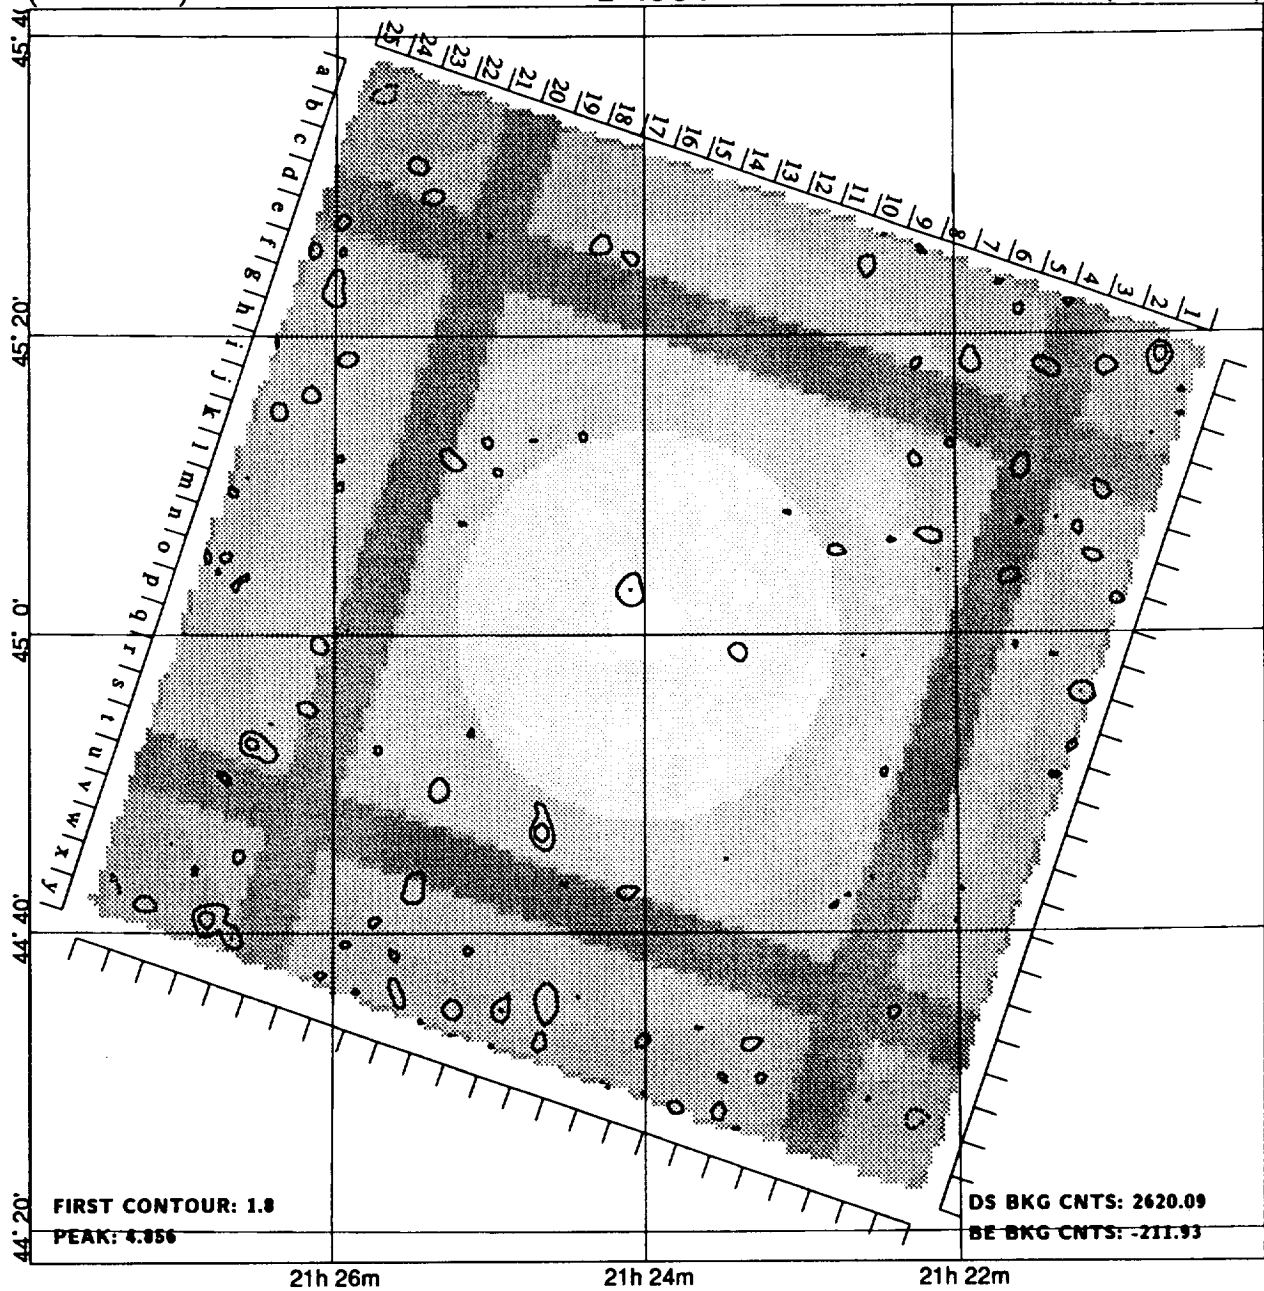 25 24 23 22 21 20 19 18 17 16 15 14 13 12 11 10 9 8 7 6 5 4 3 2 1
a b c d e f g h i j k l m n o p q r s t u v w x y
45° 20'
45° 0'
44° 40'
44° 20'
FIRST CONTOUR: 1.8
PEAK: 4.856
DS BKG CNTS: 2620.09
BE BKG CNTS: -211.93
21h 26m
21h 24m
21h 22m